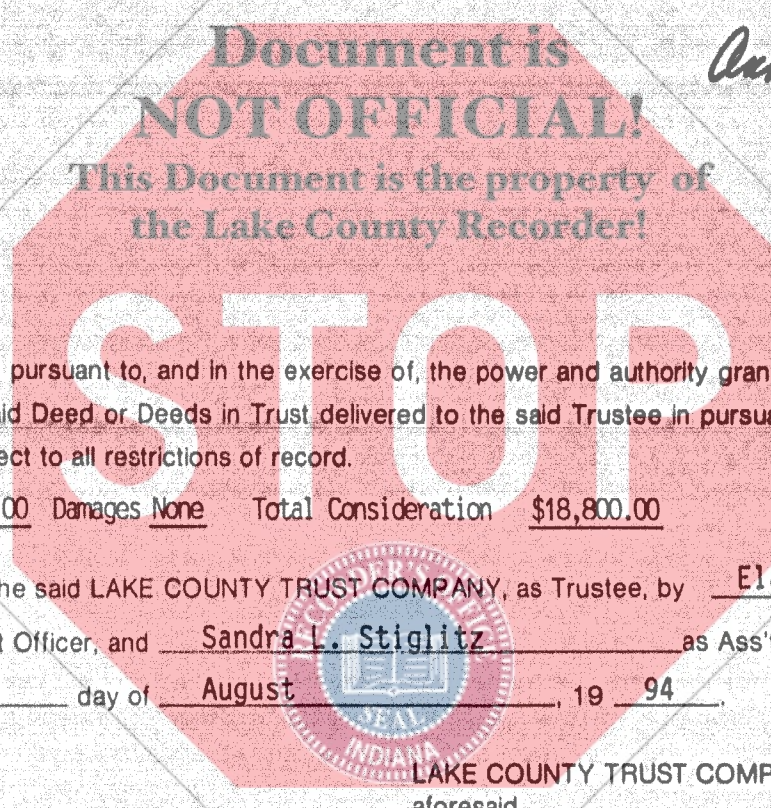 Document is
NOT OFFICIAL!
This Document is the property of
the Lake County Recorder!
STOP
pursuant to, and in the exercise of, the power and authority gran
id Deed or Deeds in Trust delivered to the said Trustee in pursua
ect to all restrictions of record.
00 Damages None Total Consideration $18,800.00
he said LAKE COUNTY TRUST COMPANY, as Trustee, by El
t Officer, and Sandra L. Stiglitz as Ass'
day of August, 19 94.
RECORDER'S OFFIC
SEAL
INDIANA
LAKE COUNTY TRUST COMP
aforesaid